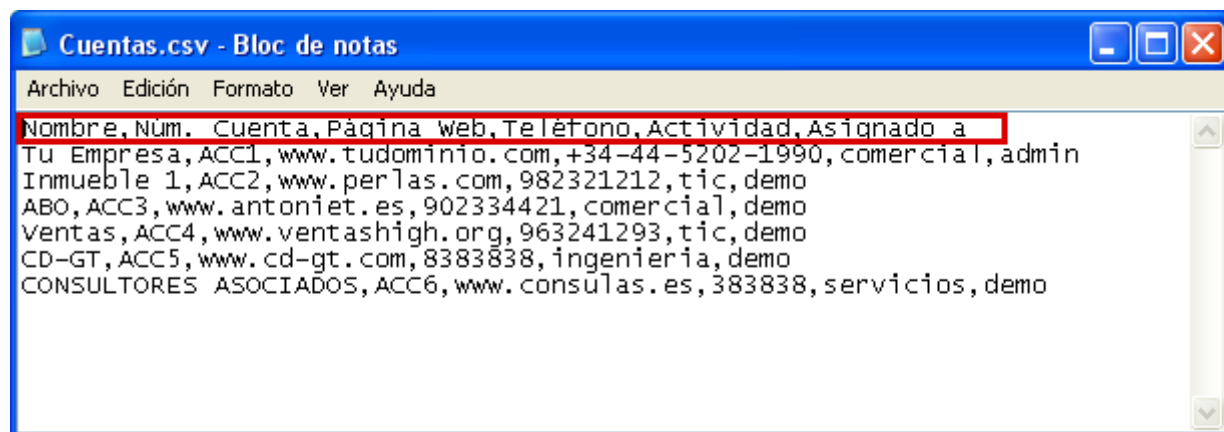 Cuentas.csv - Bloc de notas
Archivo Edición Formato Ver Ayuda
Nombre,Núm. Cuenta,Página Web,Teléfono,Actividad,Asignado a
Tu Empresa,ACC1,www.tudominio.com,+34-44-5202-1990,comercial,admin
Inmueble 1,ACC2,www.perlas.com,982321212,tic,demo
ABO,ACC3,www.antoniet.es,902334421,comercial,demo
Ventas,ACC4,www.ventashigh.org,963241293,tic,demo
CD-GT,ACC5,www.cd-gt.com,8383838,ingenieria,demo
CONSULTORES ASOCIADOS,ACC6,www.consulas.es,383838,servicios,demo